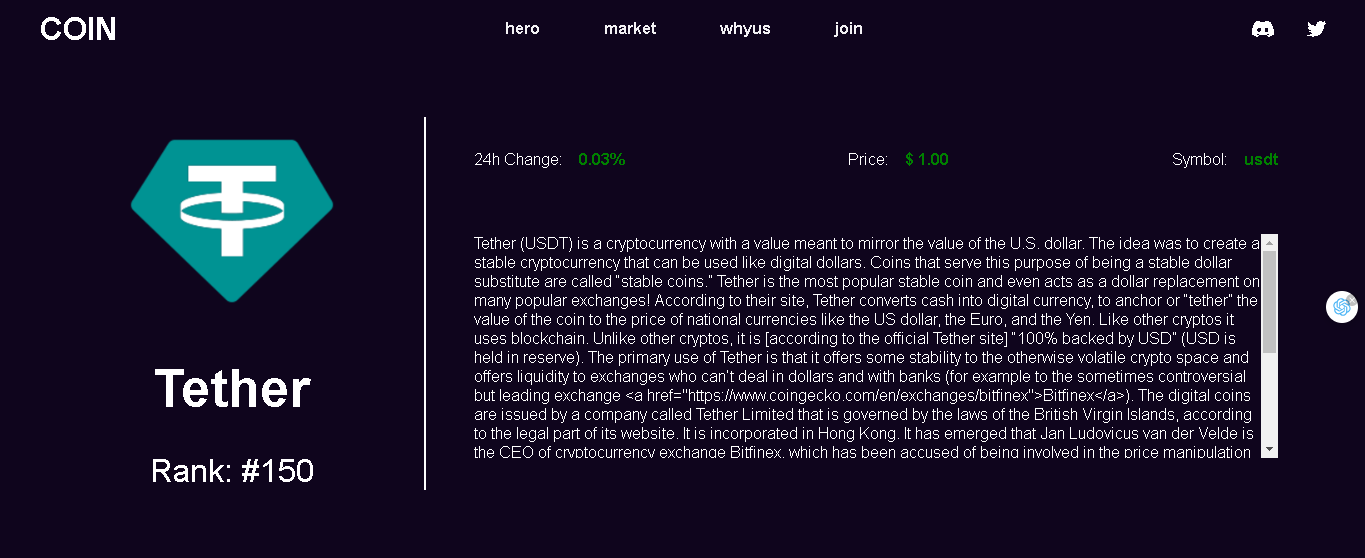 COIN
hero
market
whyus
join
24h Change: 0.03%
Price: $ 1.00
Symbol: usdt
Tether (USDT) is a cryptocurrency with a value meant to mirror the value of the U.S. dollar. The idea was to create a
stable cryptocurrency that can be used like digital dollars. Coins that serve this purpose of being a stable dollar
substitute are called “stable coins.” Tether is the most popular stable coin and even acts as a dollar replacement on
many popular exchanges! According to their site, Tether converts cash into digital currency, to anchor or “tether” the
value of the coin to the price of national currencies like the US dollar, the Euro, and the Yen. Like other cryptos it
uses blockchain. Unlike other cryptos, it is [according to the official Tether site] “100% backed by USD” (USD is
held in reserve). The primary use of Tether is that it offers some stability to the otherwise volatile crypto space and
offers liquidity to exchanges who can’t deal in dollars and with banks (for example to the sometimes controversial
but leading exchange <a href="https://www.coingecko.com/en/exchanges/bitfinex">Bitfinex</a>). The digital coins
are issued by a company called Tether Limited that is governed by the laws of the British Virgin Islands, according
to the legal part of its website. It is incorporated in Hong Kong. It has emerged that Jan Ludovicus van der Velde is
the CEO of cryptocurrency exchange Bitfinex, which has been accused of being involved in the price manipulation
Tether
Rank: #150